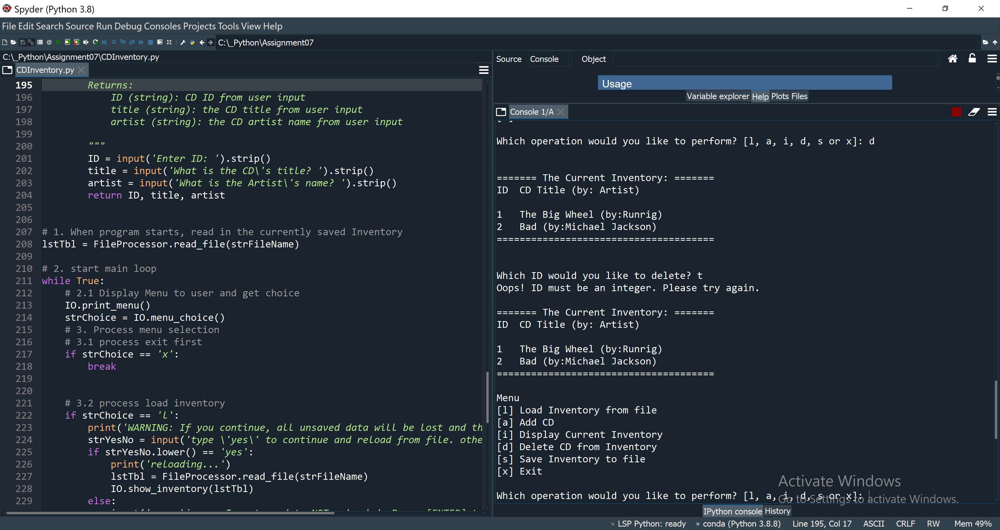 Spyder (Python 3.8)
File Edit Search Source Run Debug Consoles Projects Tools View Help
C:\_Python\Assignment07
C:\_Python\Assignment07\CDInventory.py
CDInventory.py
195 Returns:
196 ID (string): CD ID from user input
197 title (string): the CD title from user input
198 artist (string): the CD artist name from user input
199
200 """
201 ID = input('Enter ID: ').strip()
202 title = input('What is the CD\'s title? ').strip()
203 artist = input('What is the Artist\'s name? ').strip()
204 return ID, title, artist
205
206
207 # 1. When program starts, read in the currently saved Inventory
208 lstTbl = FileProcessor.read_file(strFileName)
209
210 # 2. start main loop
211 while True:
212 # 2.1 Display Menu to user and get choice
213 IO.print_menu()
214 strChoice = IO.menu_choice()
215 # 3. Process menu selection
216 # 3.1 process exit first
217 if strChoice == 'x':
218 break
219
220
221 # 3.2 process load inventory
222 if strChoice == 'l':
223 print('WARNING: If you continue, all unsaved data will be lost and th
224 strYesNo = input('type \'yes\' to continue and reload from file. othe
225 if strYesNo.lower() == 'yes':
226 print('reloading...')
227 lstTbl = FileProcessor.read_file(strFileName)
228 IO.show_inventory(lstTbl)
229 else:
Source Console Object
Usage
Variable explorer Help Plots Files
Console 1/A
Which operation would you like to perform? [l, a, i, d, s or x]: d
======= The Current Inventory: =======
ID CD Title (by: Artist)
1 The Big Wheel (by:Runrig)
2 Bad (by:Michael Jackson)
======================================
Which ID would you like to delete? t
Oops! ID must be an integer. Please try again.
======= The Current Inventory: =======
ID CD Title (by: Artist)
1 The Big Wheel (by:Runrig)
2 Bad (by:Michael Jackson)
======================================
Menu
[l] Load Inventory from file
[a] Add CD
[i] Display Current Inventory
[d] Delete CD from Inventory
[s] Save Inventory to file
[x] Exit
Which operation would you like to perform? [l, a, i, d, s or x]:
Activate Windows
Go to Settings to activate Windows.
IPython console History
LSP Python: ready conda (Python 3.8.8) Line 195, Col 17 ASCII CRLF RW Mem 49%